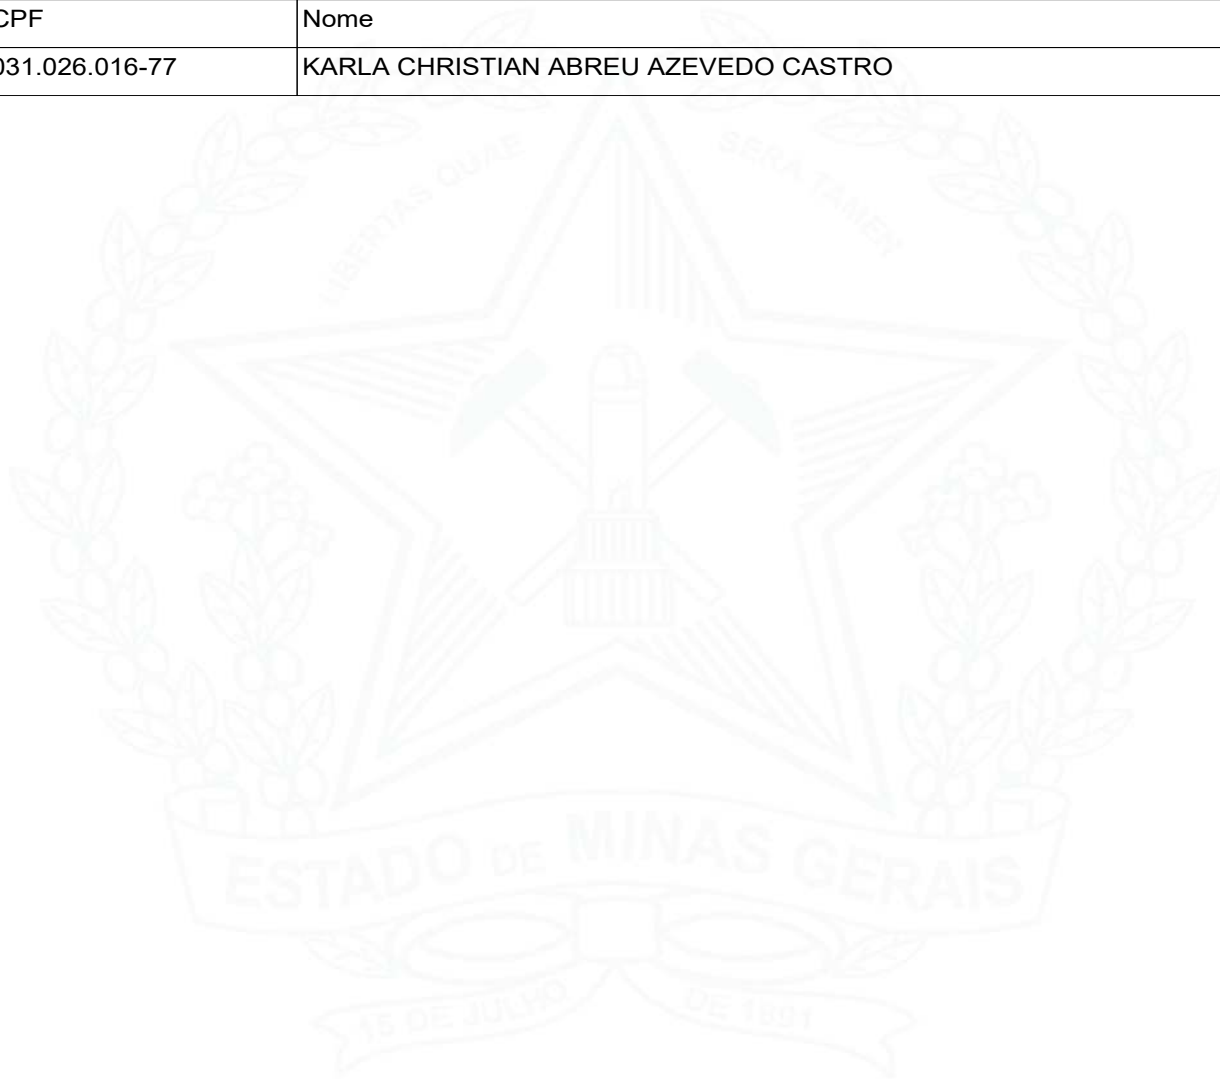 CPF Nome
031.026.016-77 KARLA CHRISTIAN ABREU AZEVEDO CASTRO
LIBERTAS QUAE SERA TAMEN
ESTADO DE MINAS GERAIS
15 DE JULHO DE 1891